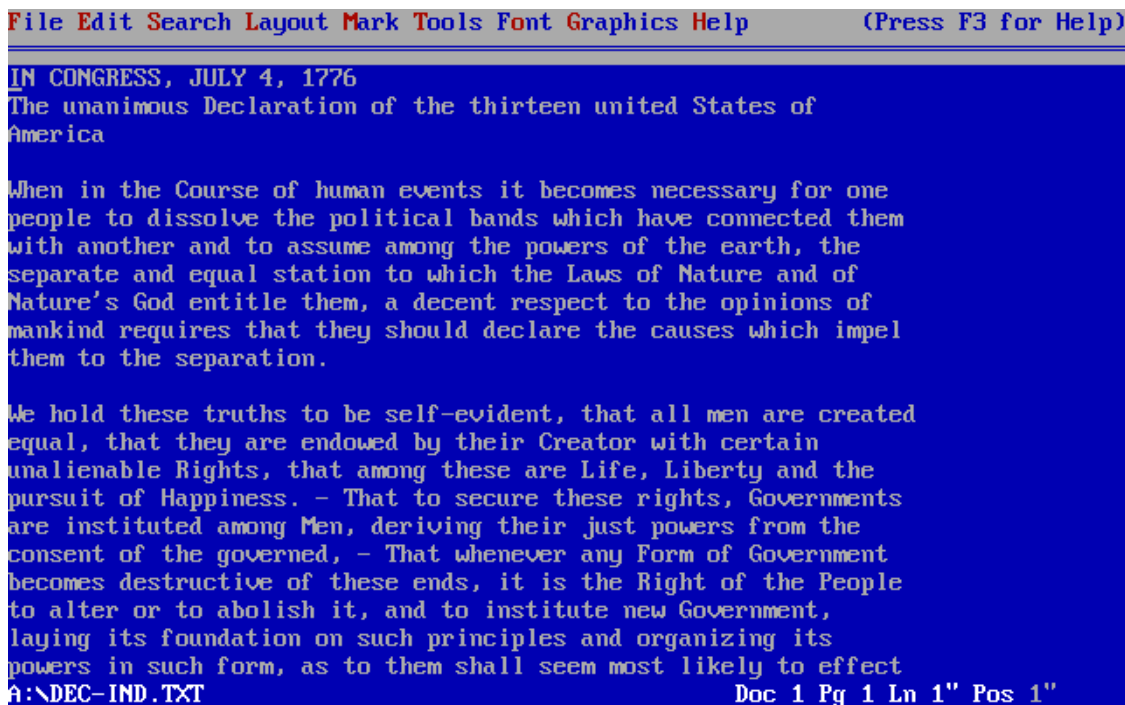 File Edit Search Layout Mark Tools Font Graphics Help (Press F3 for Help)
IN CONGRESS, JULY 4, 1776
The unanimous Declaration of the thirteen united States of
America
When in the Course of human events it becomes necessary for one
people to dissolve the political bands which have connected them
with another and to assume among the powers of the earth, the
separate and equal station to which the Laws of Nature and of
Nature's God entitle them, a decent respect to the opinions of
mankind requires that they should declare the causes which impel
them to the separation.
We hold these truths to be self-evident, that all men are created
equal, that they are endowed by their Creator with certain
unalienable Rights, that among these are Life, Liberty and the
pursuit of Happiness. – That to secure these rights, Governments
are instituted among Men, deriving their just powers from the
consent of the governed, – That whenever any Form of Government
becomes destructive of these ends, it is the Right of the People
to alter or to abolish it, and to institute new Government,
laying its foundation on such principles and organizing its
powers in such form, as to them shall seem most likely to effect
A:\DEC-IND.TXT Doc 1 Pg 1 Ln 1" Pos 1"